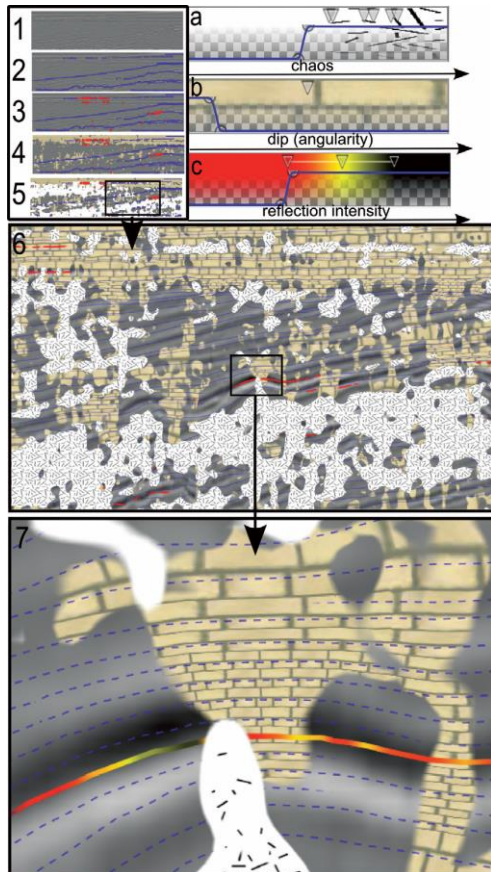 1
2
3
4
5
a
chaos
b
dip (angularity)
c
reflection intensity
6
7